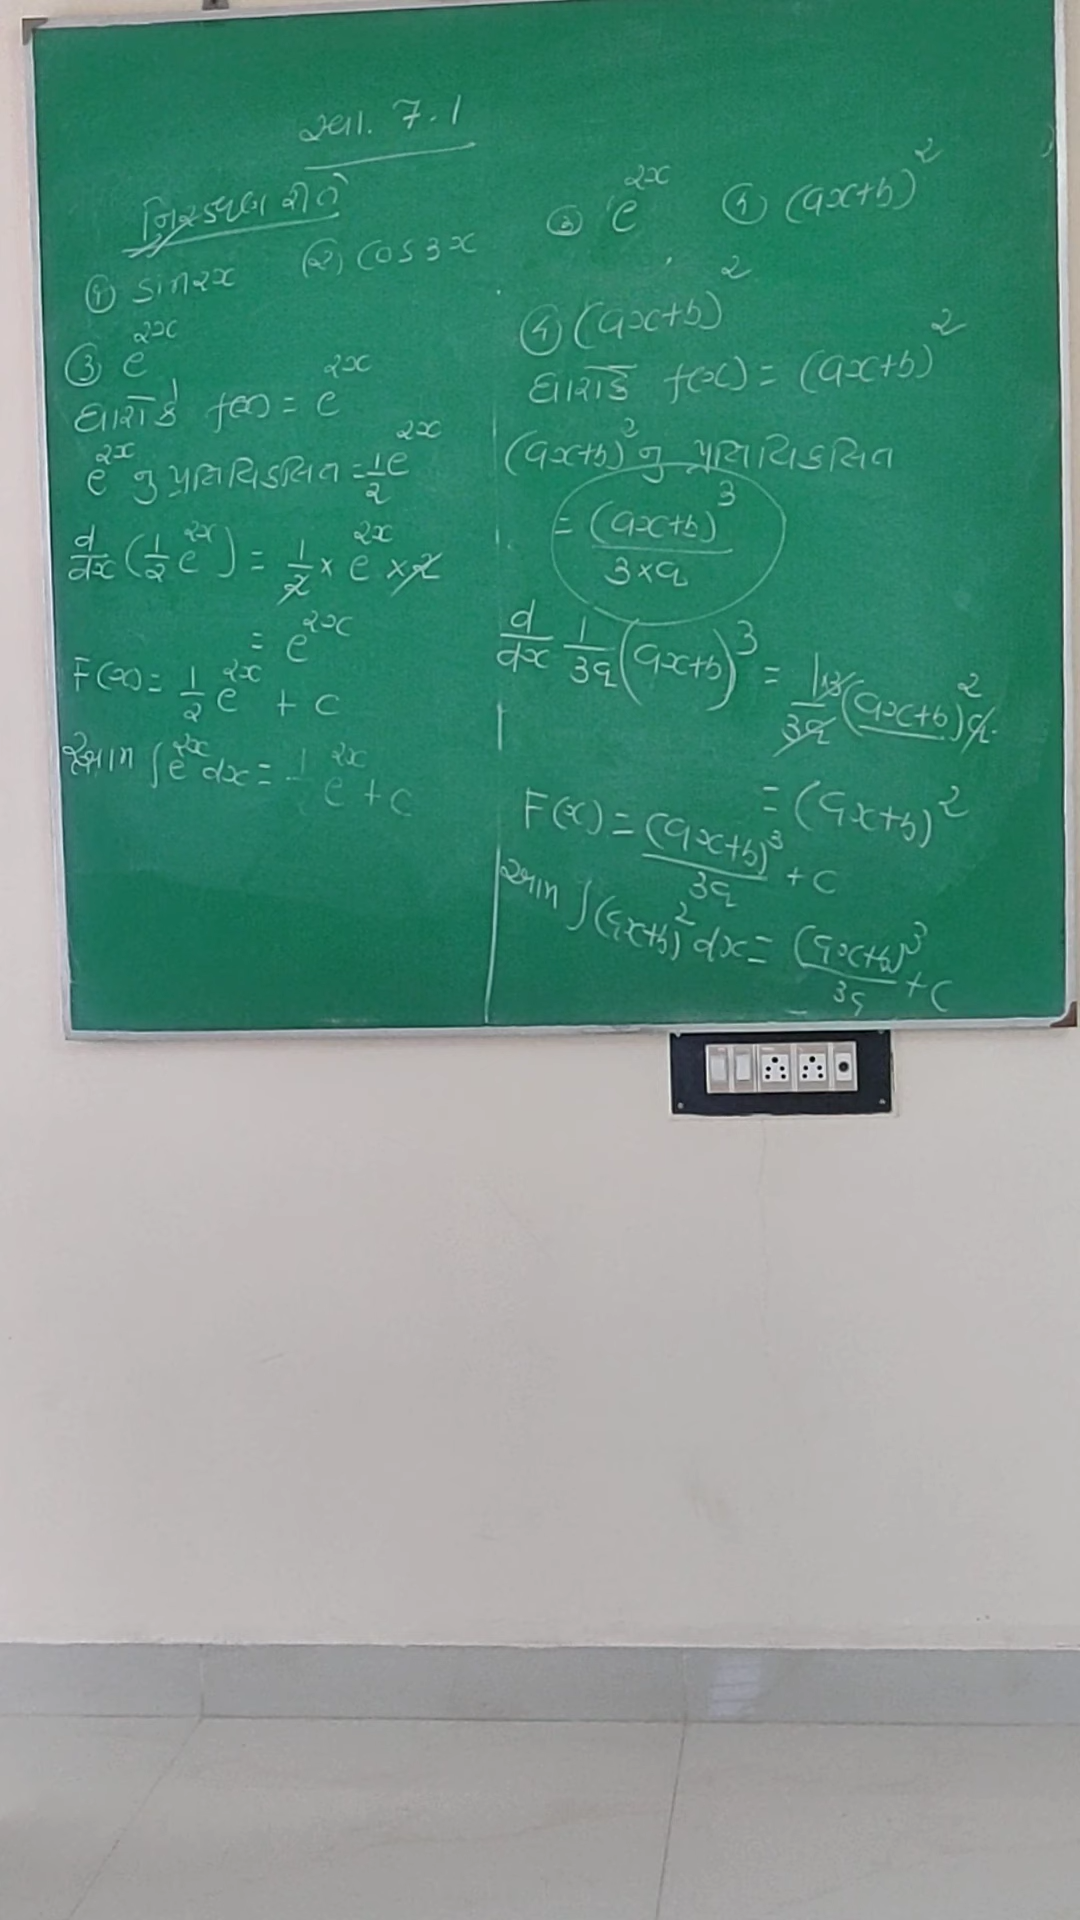 સ્વા. 7.1
નિરીક્ષણ રીતે
① sin2x (2) cos3x ③ e^2x ④ (ax+b)^2
③ e^2x
ધારોકે f(x) = e^2x
e^2x નુ પ્રતિવિકલિત = 1/2 e^2x
d/dx (1/2 e^2x) = 1/2 × e^2x × 2
= e^2x
F(x) = 1/2 e^2x + c
આમ ∫e^2x dx = 1/2 e^2x + c
④ (ax+b)^2
ધારોકે f(x) = (ax+b)^2
(ax+b)^2 નુ પ્રતિવિકલિત
= (ax+b)^3 / 3×a
d/dx 1/3a (ax+b)^3 = 1×3/3a (ax+b)^2 a.
= (ax+b)^2
F(x) = (ax+b)^3/3a + c
આમ ∫(ax+b)^2 dx = (ax+b)^3/3a + c